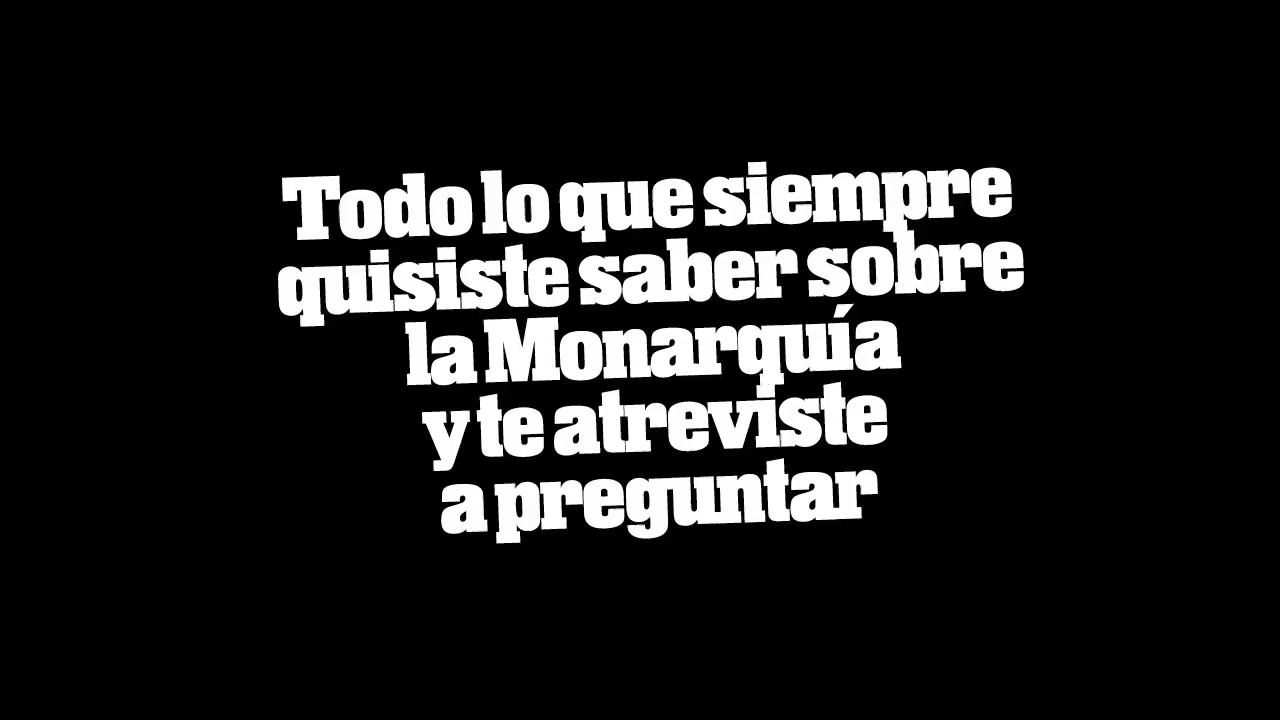 Todo lo que siempre
quisiste saber sobre
la Monarquía
y te atreviste
a preguntar